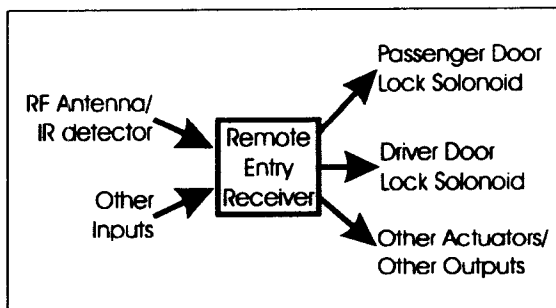 RF Antenna/
IR detector
Other
Inputs
Remote
Entry
Receiver
Passenger Door
Lock Solonoid
Driver Door
Lock Solonoid
Other Actuators/
Other Outputs